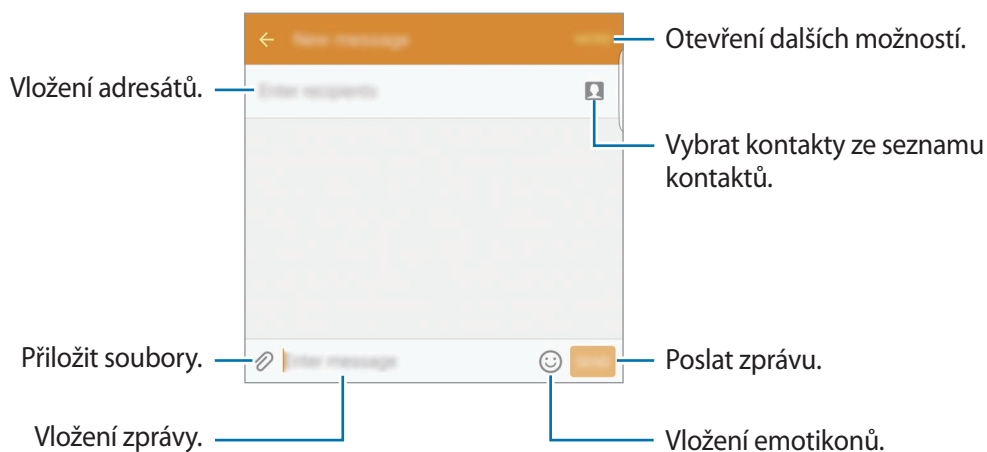 Otevření dalších možností.
Vložení adresátů.
Vybrat kontakty ze seznamu
kontaktů.
Přiložit soubory.
Poslat zprávu.
Vložení zprávy.
Vložení emotikonů.